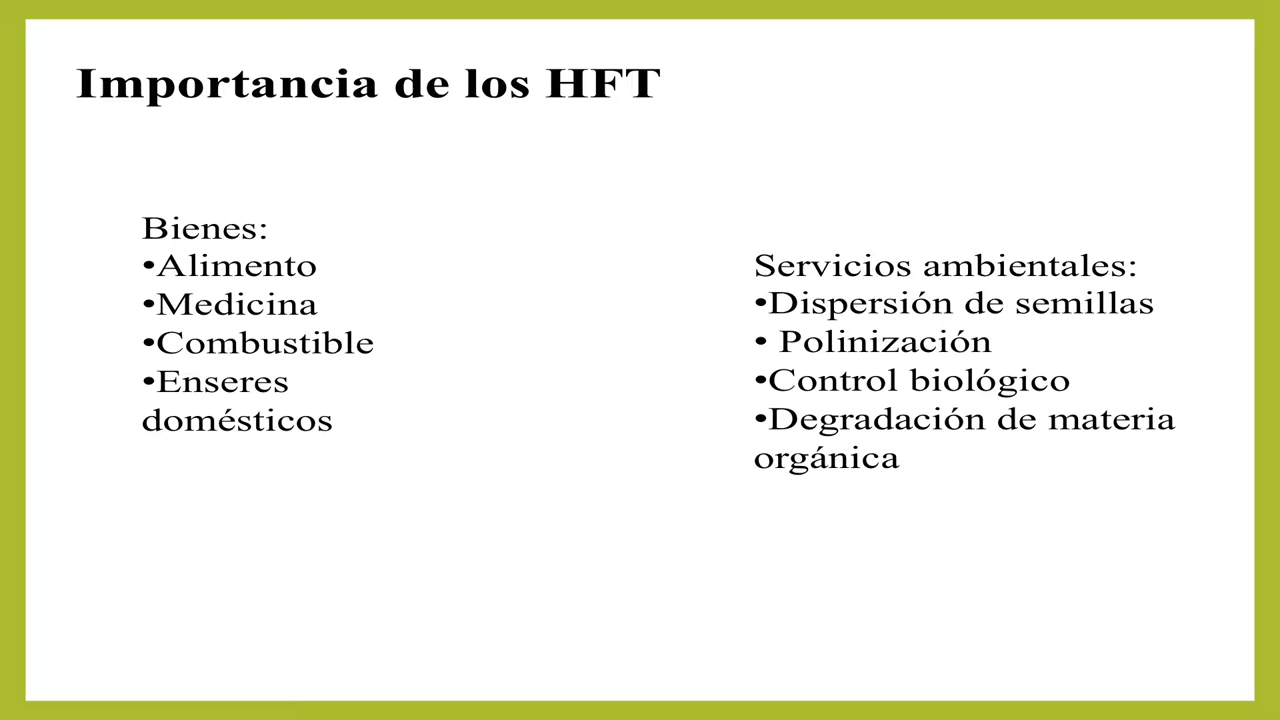 Importancia de los HFT
Bienes:
•Alimento
•Medicina
•Combustible
•Enseres
domésticos
Servicios ambientales:
•Dispersión de semillas
• Polinización
•Control biológico
•Degradación de materia
orgánica